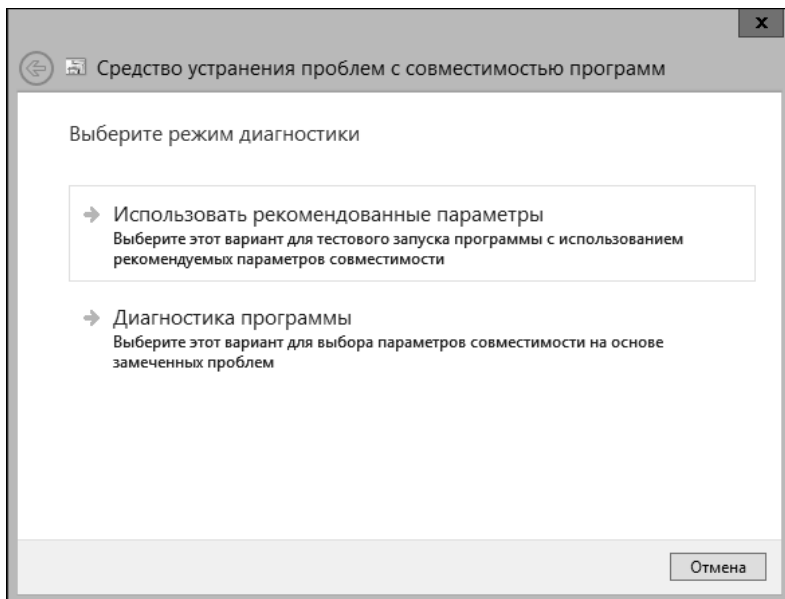 x
Средство устранения проблем с совместимостью программ
Выберите режим диагностики
Использовать рекомендованные параметры
Выберите этот вариант для тестового запуска программы с использованием
рекомендуемых параметров совместимости
Диагностика программы
Выберите этот вариант для выбора параметров совместимости на основе
замеченных проблем
Отмена